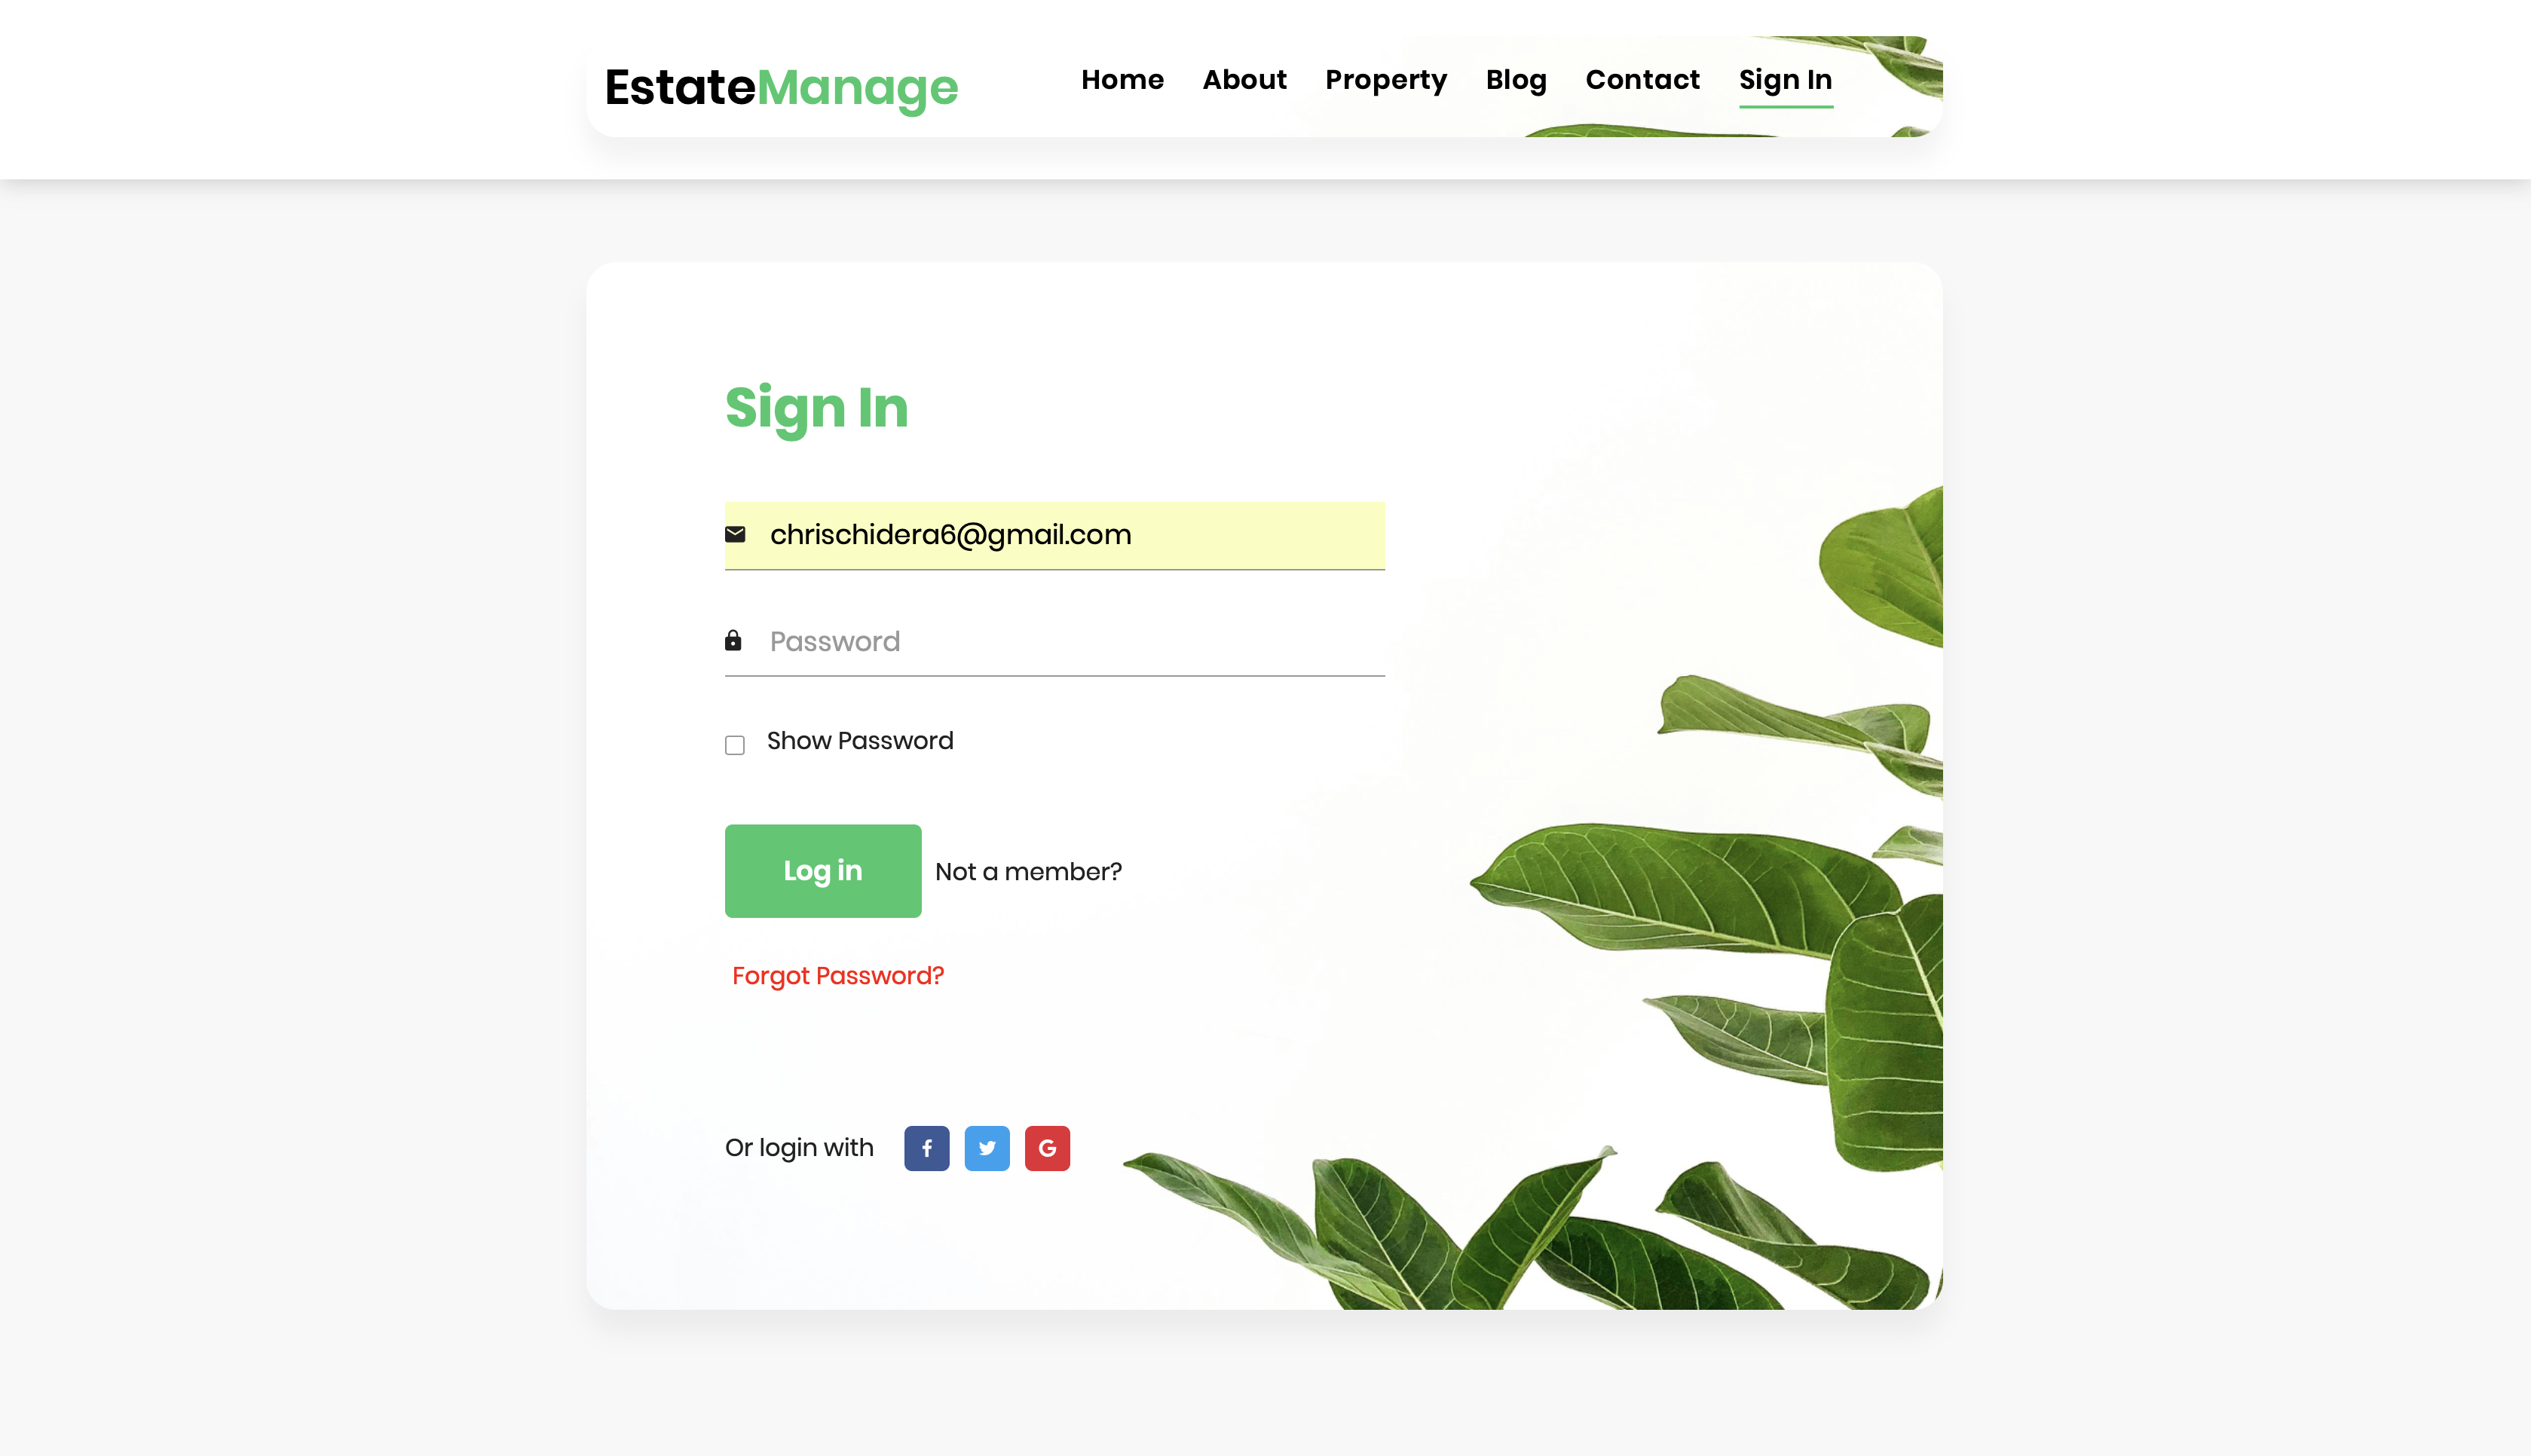 EstateManage
Home About Property Blog Contact Sign In
Sign In
chrischidera6@gmail.com
Password
Show Password
Log in Not a member?
Forgot Password?
Or login with